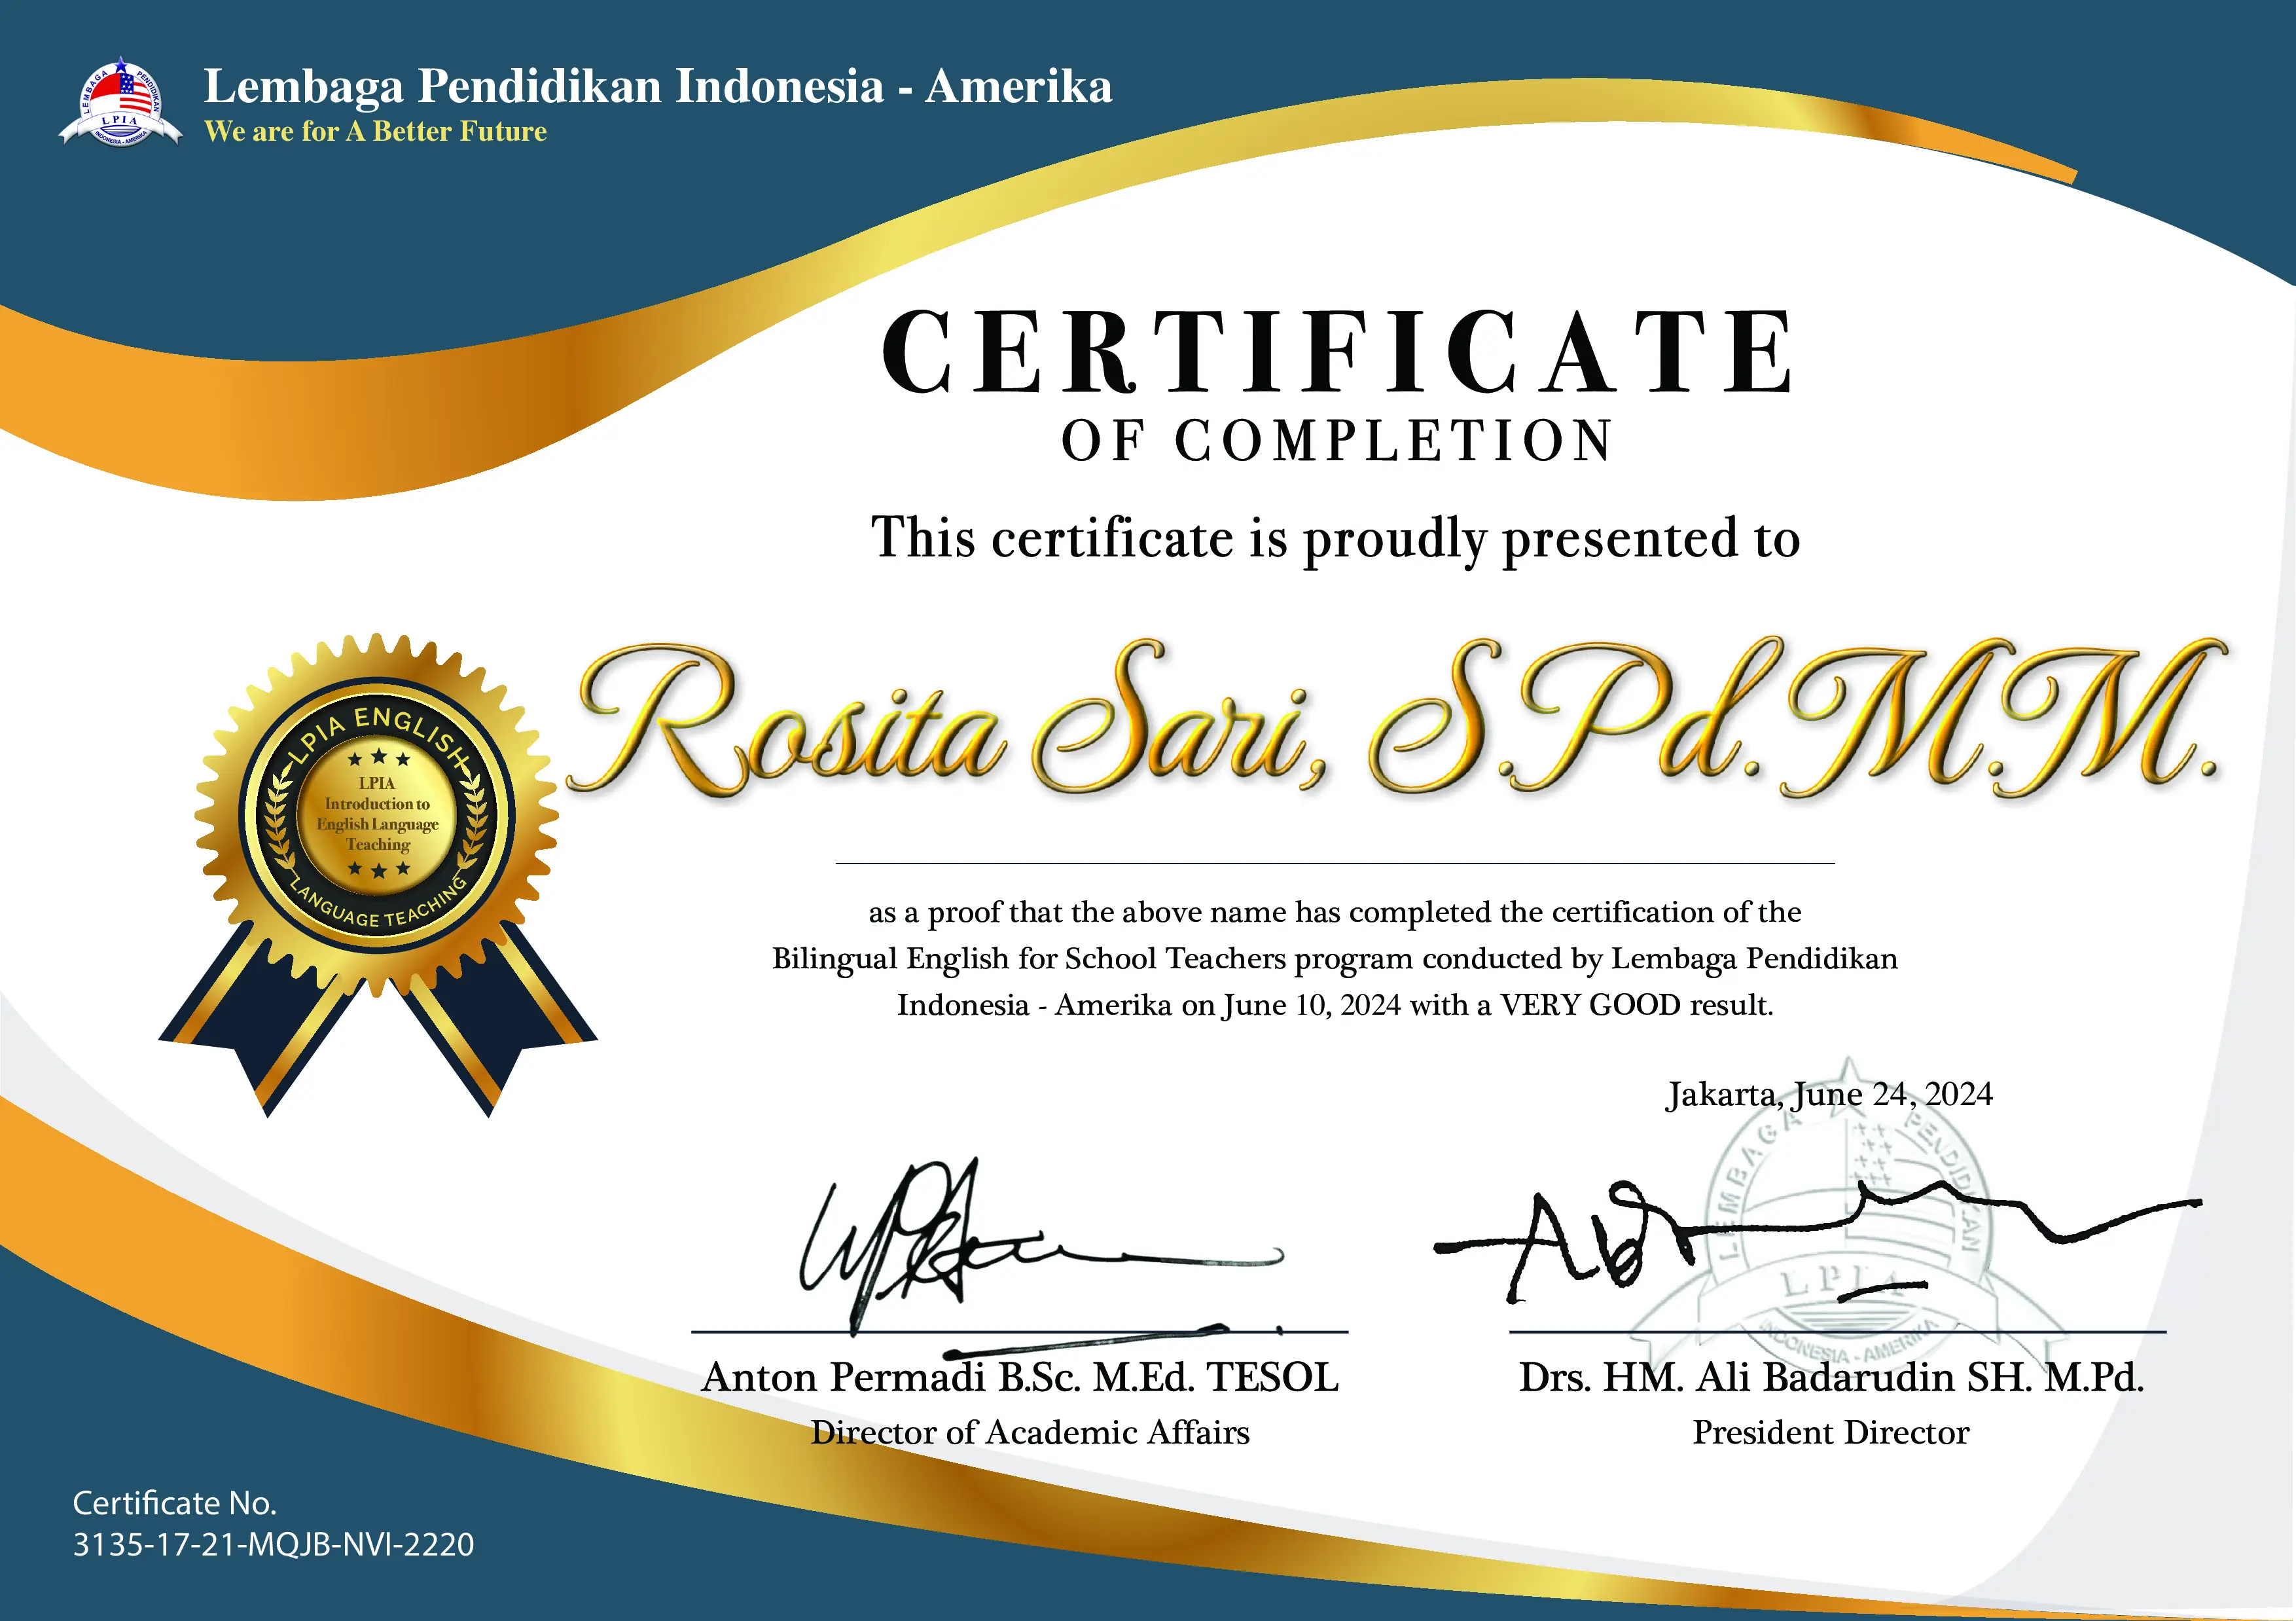 LEMBAGA PENDIDIKAN
LPIA
INDONESIA - AMERIKA
Lembaga Pendidikan Indonesia - Amerika
We are for A Better Future
CERTIFICATE
OF COMPLETION
This certificate is proudly presented to
Rosita Sari, S.Pd.M.M.
LPIA ENGLISH
LPIA
Introduction to
English Language
Teaching
LANGUAGE TEACHING
as a proof that the above name has completed the certification of the
Bilingual English for School Teachers program conducted by Lembaga Pendidikan
Indonesia - Amerika on June 10, 2024 with a VERY GOOD result.
Jakarta, June 24, 2024
LEMBAGA PENDIDIKAN
LPIA
INDONESIA - AMERIKA
Anton Permadi B.Sc. M.Ed. TESOL
Director of Academic Affairs
Drs. HM. Ali Badarudin SH. M.Pd.
President Director
Certificate No.
3135-17-21-MQJB-NVI-2220